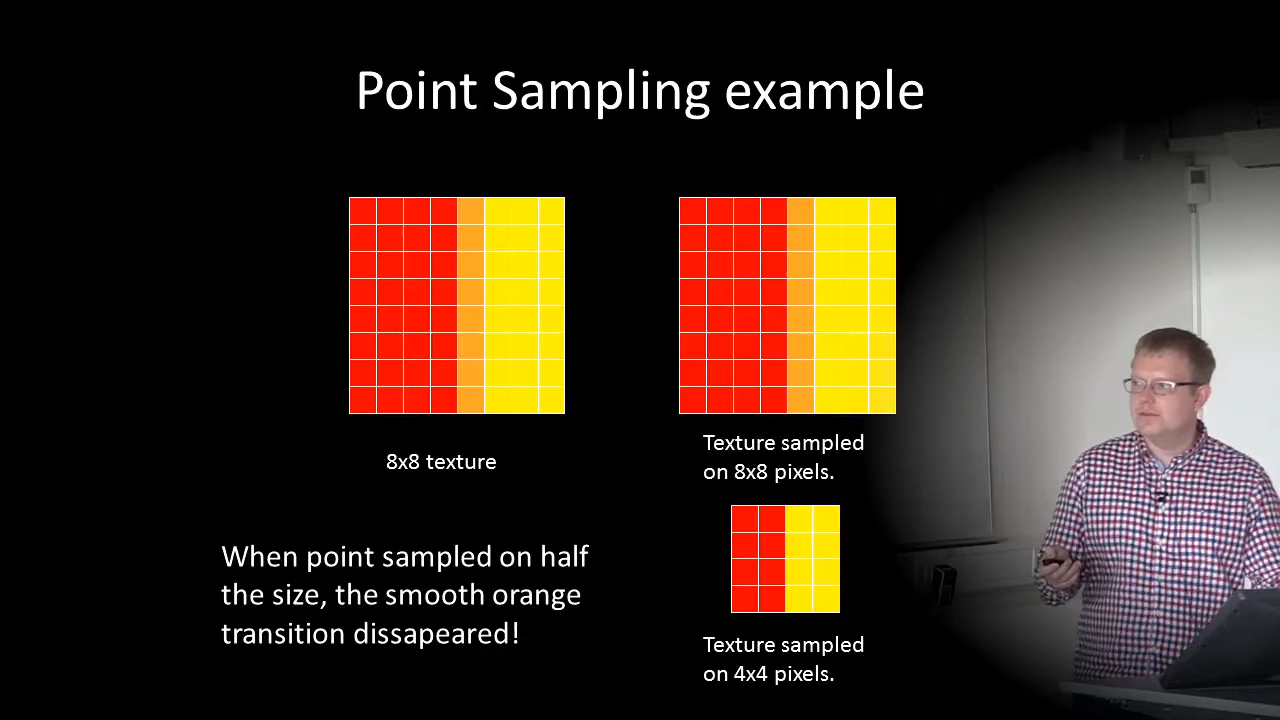 Point Sampling example
8x8 texture
Texture sampled
on 8x8 pixels.
When point sampled on half
the size, the smooth orange
transition dissapeared!
Texture sampled
on 4x4 pixels.